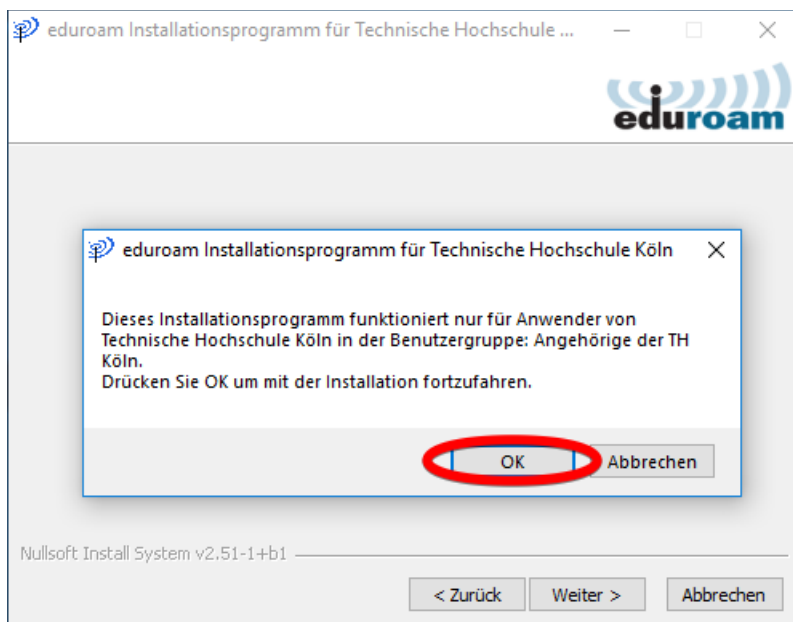 eduroam Installationsprogramm für Technische Hochschule ...
eduroam
eduroam Installationsprogramm für Technische Hochschule Köln
Dieses Installationsprogramm funktioniert nur für Anwender von
Technische Hochschule Köln in der Benutzergruppe: Angehörige der TH
Köln.
Drücken Sie OK um mit der Installation fortzufahren.
OK Abbrechen
Nullsoft Install System v2.51-1+b1
< Zurück Weiter > Abbrechen